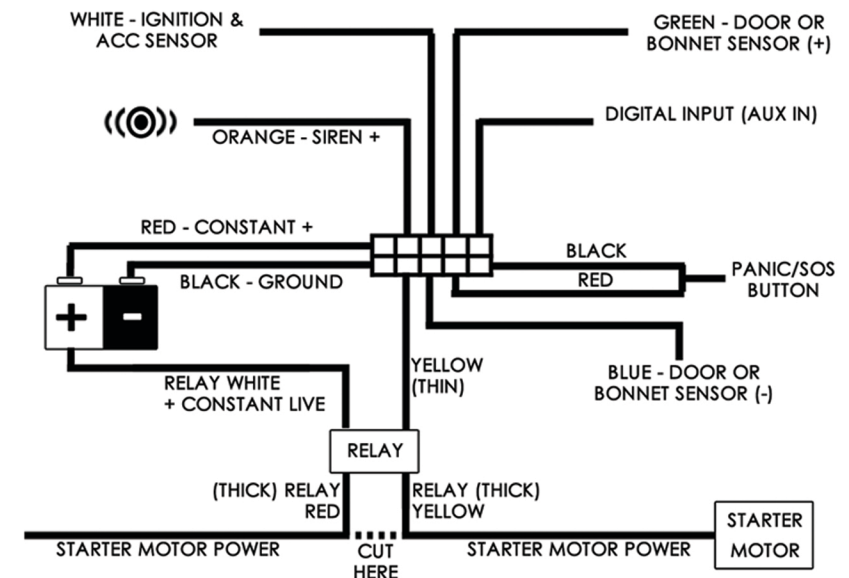 WHITE - IGNITION &
ACC SENSOR
GREEN - DOOR OR
BONNET SENSOR (+)
ORANGE - SIREN +
DIGITAL INPUT (AUX IN)
RED - CONSTANT +
BLACK - GROUND
BLACK
RED
PANIC/SOS
BUTTON
+
-
RELAY WHITE
+ CONSTANT LIVE
YELLOW
(THIN)
BLUE - DOOR OR
BONNET SENSOR (-)
RELAY
(THICK) RELAY
RED
RELAY (THICK)
YELLOW
STARTER MOTOR POWER
CUT
HERE
STARTER MOTOR POWER
STARTER
MOTOR